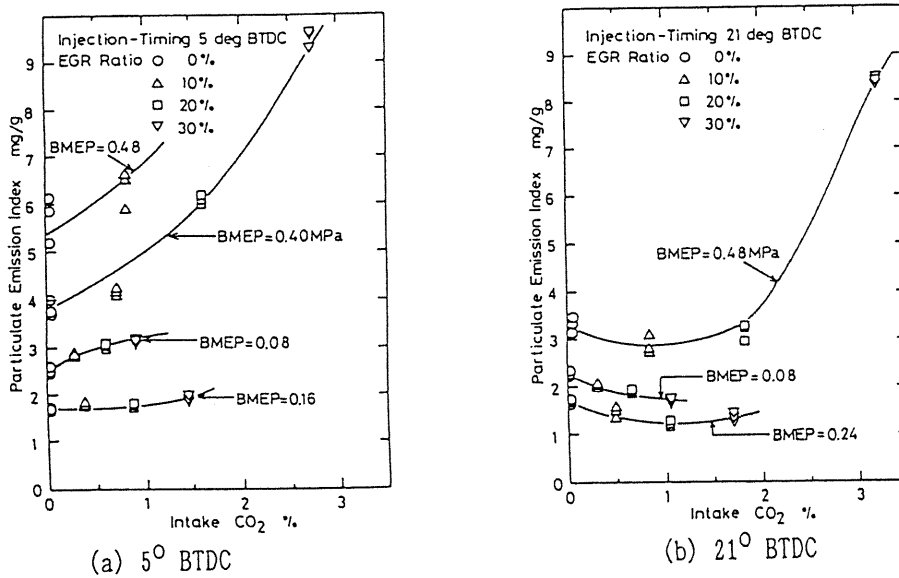 Injection-Timing 5 deg BTDC
EGR Ratio ○ 0%
△ 10%
□ 20%
▽ 30%
BMEP=0.48
BMEP=0.40MPa
BMEP=0.08
BMEP=0.16
Particulate Emission Index mg/g
9
8
7
6
5
4
3
2
1
0
0 1 2 3
Intake CO₂ %
(a) 5° BTDC
Injection-Timing 21 deg BTDC
EGR Ratio ○ 0%
△ 10%
□ 20%
▽ 30%
BMEP=0.48MPa
BMEP=0.08
BMEP=0.24
Particulate Emission Index mg/g
9
8
7
6
5
4
3
2
1
0
0 1 2 3
Intake CO₂ %
(b) 21° BTDC